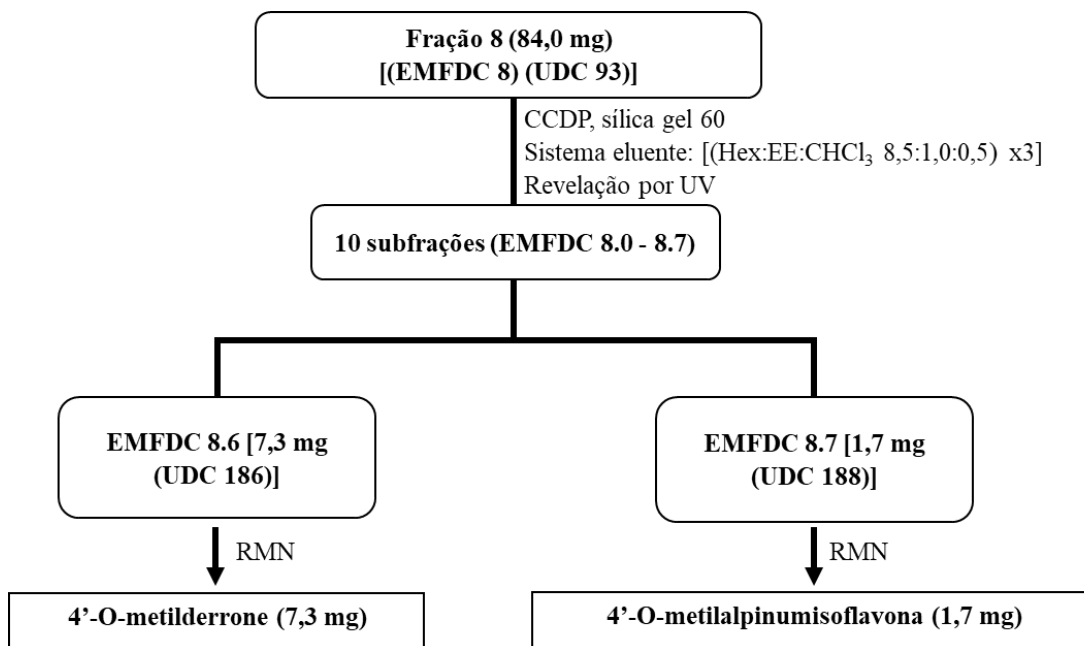 Fração 8 (84,0 mg)
[(EMFDC 8) (UDC 93)]
CCDP, sílica gel 60
Sistema eluente: [(Hex:EE:CHCl₃ 8,5:1,0:0,5) x3]
Revelação por UV
10 subfrações (EMFDC 8.0 - 8.7)
EMFDC 8.6 [7,3 mg
(UDC 186)]
EMFDC 8.7 [1,7 mg
(UDC 188)]
RMN
RMN
4’-O-metilderrone (7,3 mg)
4’-O-metilalpinumisoflavona (1,7 mg)